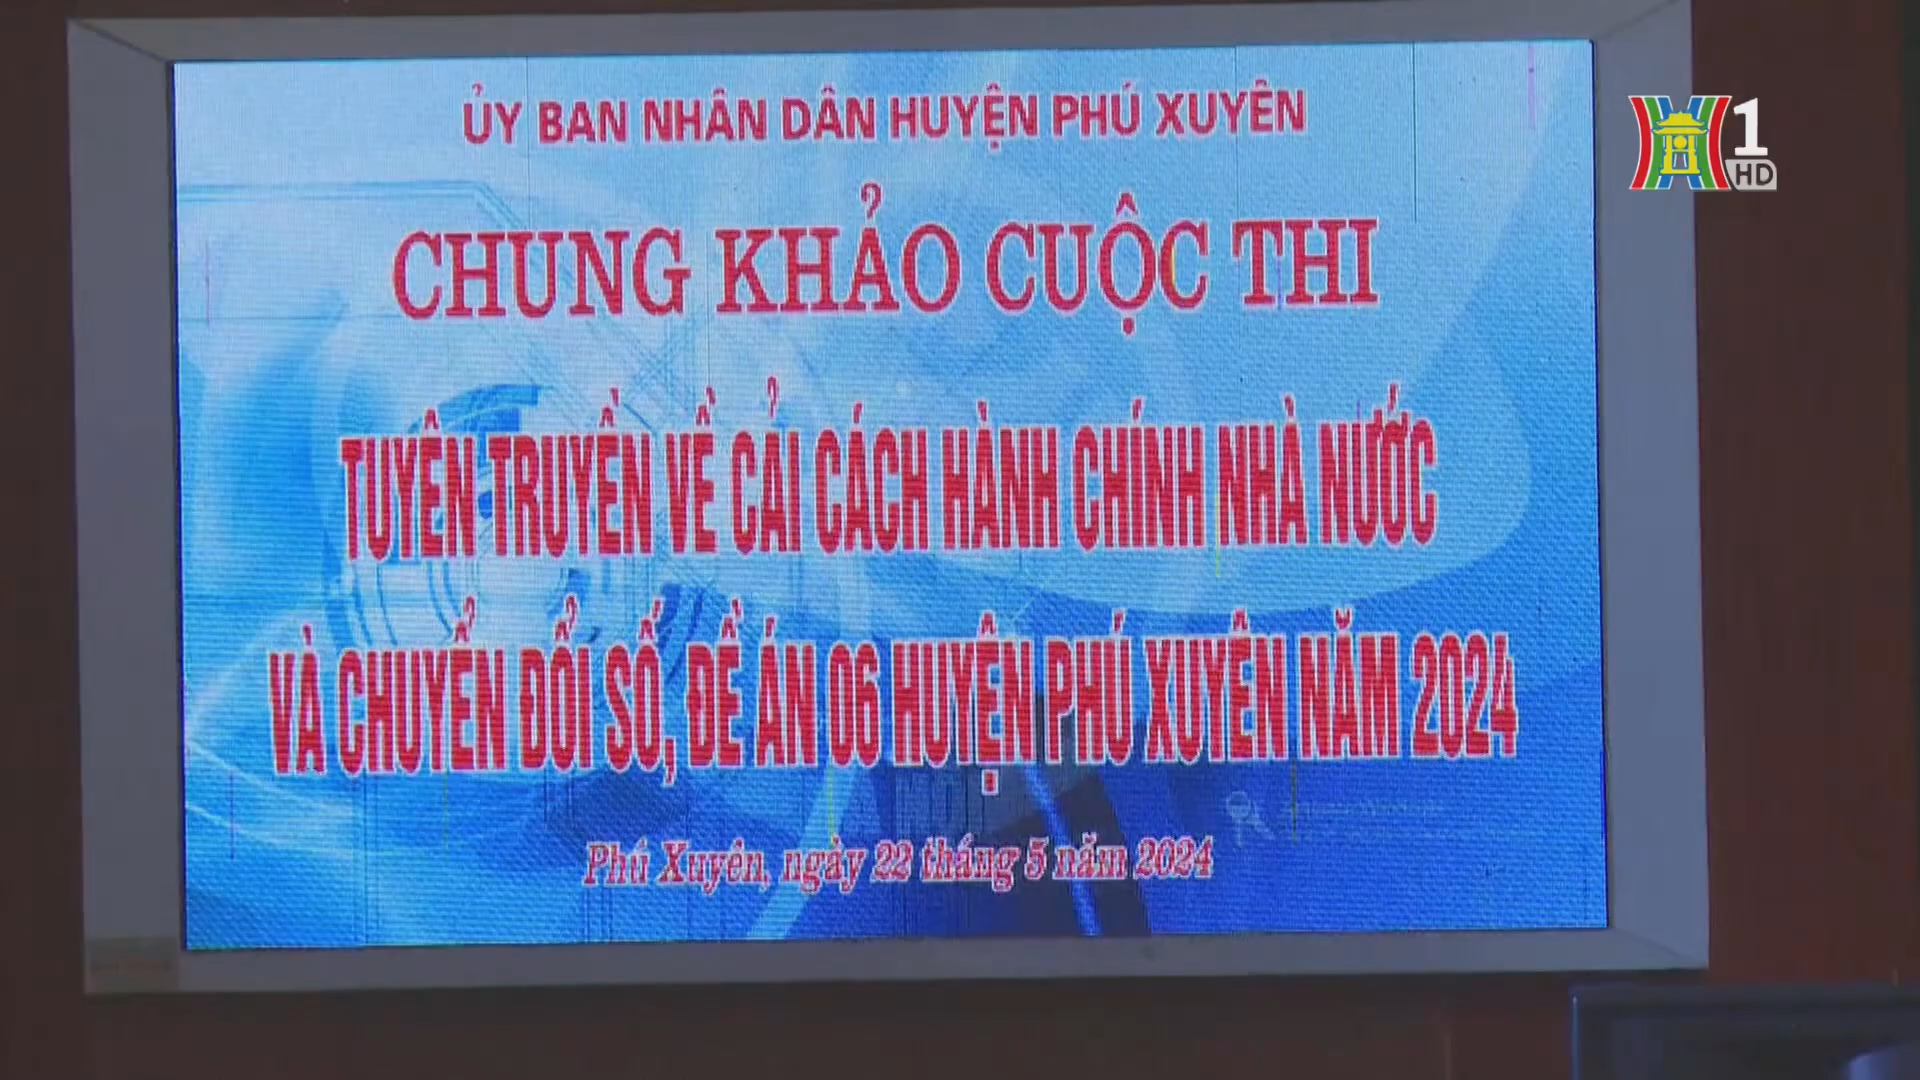 ỦY BAN NHÂN DÂN HUYỆN PHÚ XUYÊN
1
HD
CHUNG KHẢO CUỘC THI
TUYÊN TRUYỀN VỀ CẢI CÁCH HÀNH CHÍNH NHÀ NƯỚC
VÀ CHUYỂN ĐỔI SỐ, ĐỀ ÁN 06 HUYỆN PHÚ XUYÊN NĂM 2024
Phú Xuyên, ngày 22 tháng 5 năm 2024